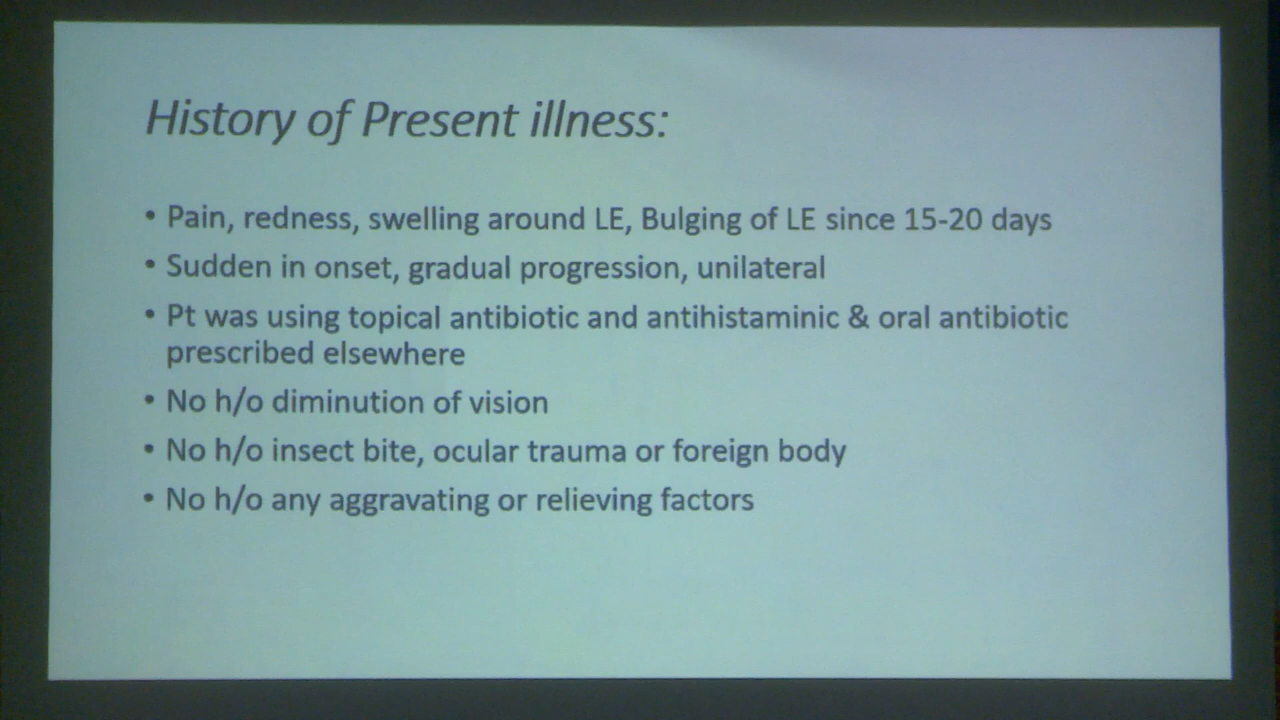 History of Present illness:
• Pain, redness, swelling around LE, Bulging of LE since 15-20 days
• Sudden in onset, gradual progression, unilateral
• Pt was using topical antibiotic and antihistaminic & oral antibiotic
prescribed elsewhere
• No h/o diminution of vision
• No h/o insect bite, ocular trauma or foreign body
• No h/o any aggravating or relieving factors